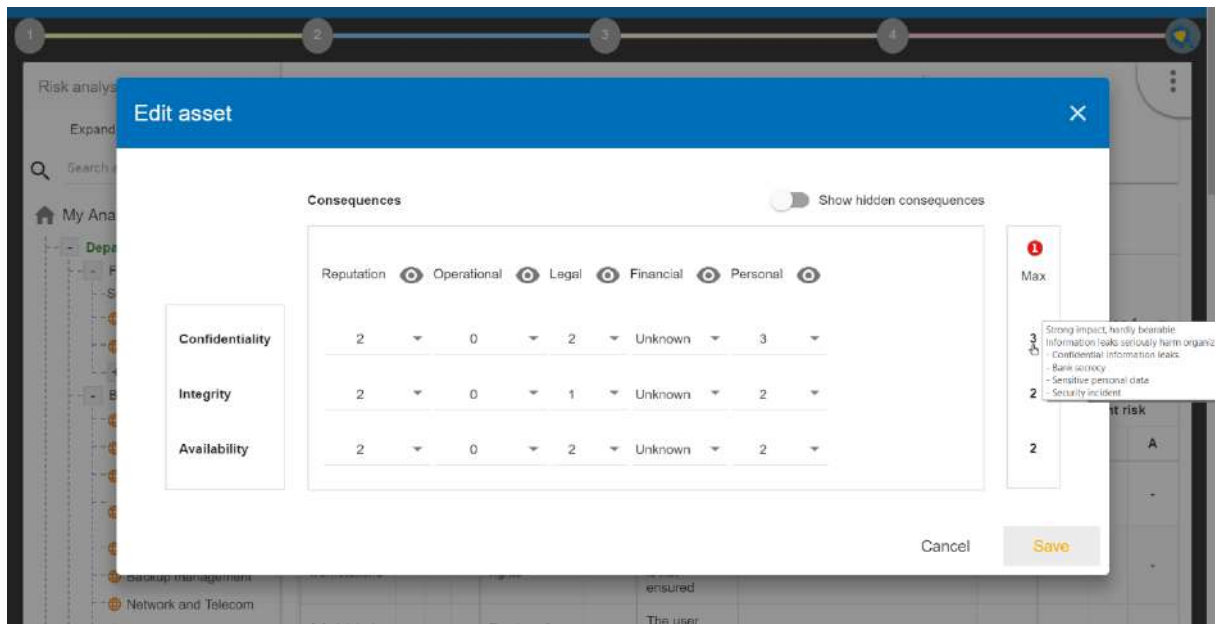 1 2 3 4
Risk analys
Edit asset
Expand
Search
Consequences Show hidden consequences
My Ana
Depa
1
Reputation Operational Legal Financial Personal Max
Confidentiality 2 0 2 Unknown 3 3
Strong impact, hardly bearable
Information leaks seriously harm organiz
- Confidential information leaks.
- Bank secrecy
- Sensitive personal data
- Security incident
Integrity 2 0 1 Unknown 2 2
nt risk
Availability 2 0 2 Unknown 2 2
A
Cancel Save
Backup management
ensured
Network and Telecom
The user